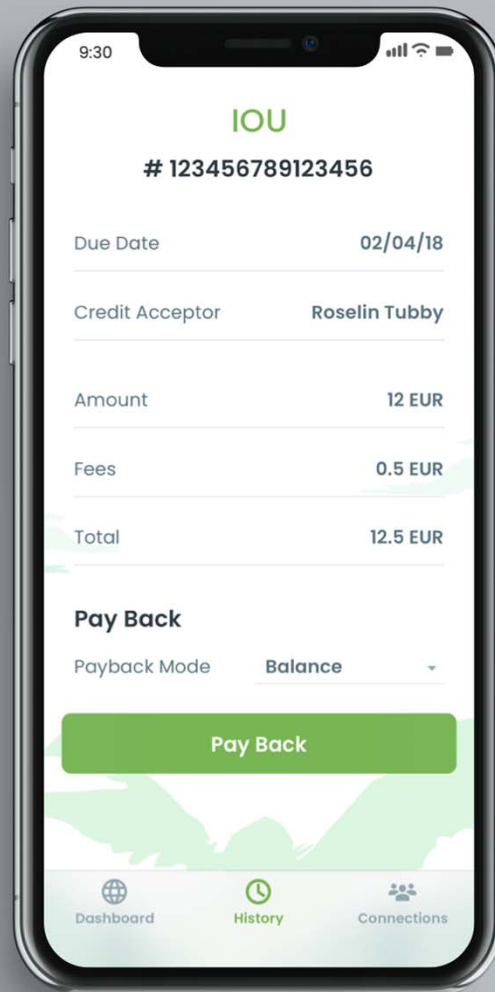 9:30
IOU
# 123456789123456
Due Date 02/04/18
Credit Acceptor Roselin Tubby
Amount 12 EUR
Fees 0.5 EUR
Total 12.5 EUR
Pay Back
Payback Mode Balance
Pay Back
Dashboard History Connections